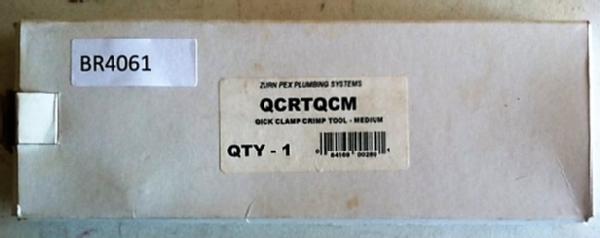 BR4061
ZURN PEX PLUMBING SYSTEMS
QCRTQCM
QICK CLAMP CRIMP TOOL - MEDIUM
QTY - 1